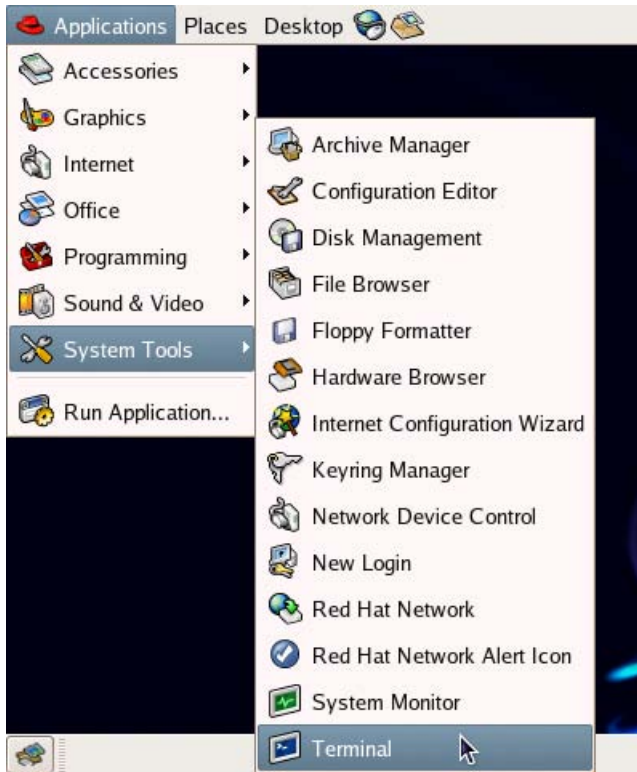 Applications Places Desktop
Accessories
Graphics
Internet
Office
Programming
Sound & Video
System Tools
Run Application...
Archive Manager
Configuration Editor
Disk Management
File Browser
Floppy Formatter
Hardware Browser
Internet Configuration Wizard
Keyring Manager
Network Device Control
New Login
Red Hat Network
Red Hat Network Alert Icon
System Monitor
Terminal